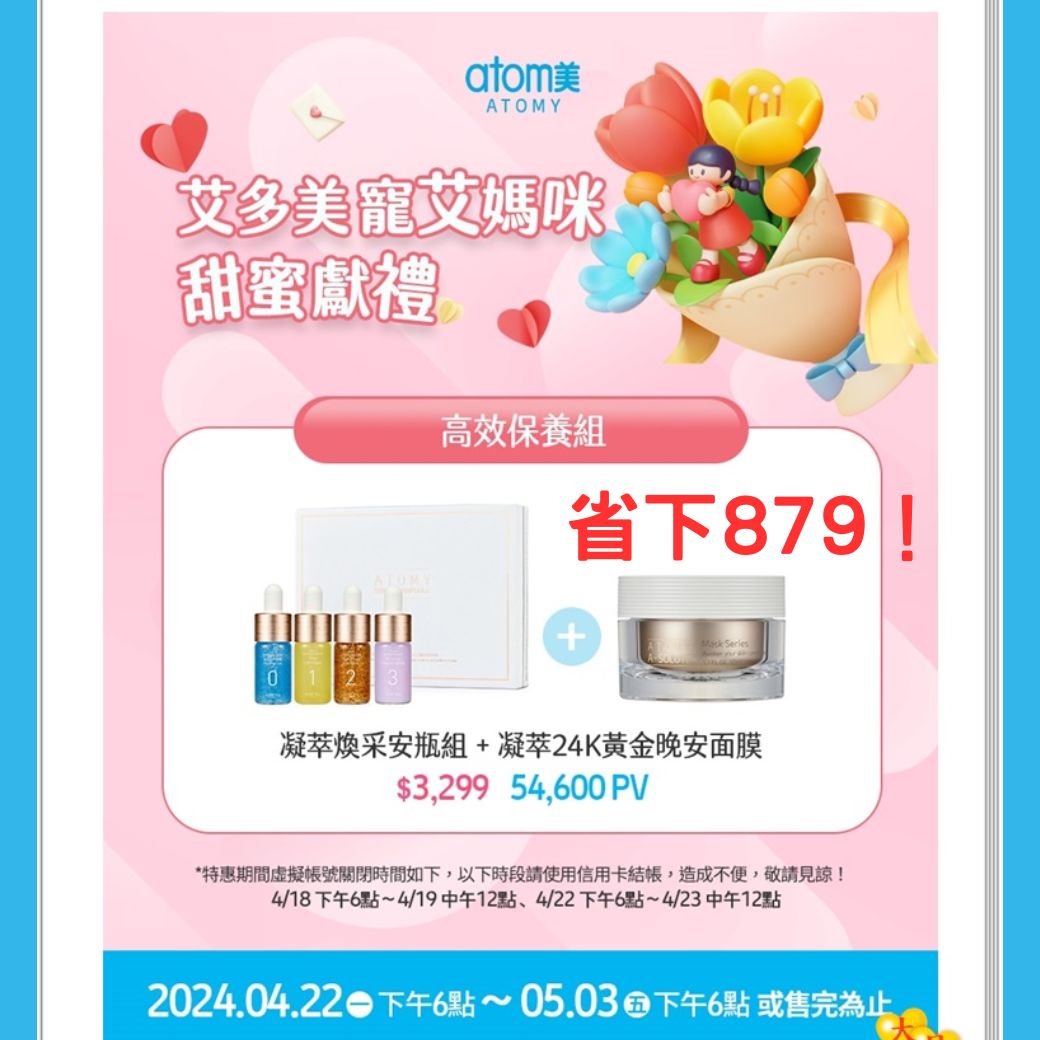 atom美
ATOMY
艾多美寵艾媽咪
甜蜜獻禮
高效保養組
省下879！
ATOMY
0
1
2
3
+
Mask Series
凝萃煥采安瓶組 + 凝萃24K黃金晚安面膜
$3,299 54,600 PV
*特惠期間虛擬帳號關閉時間如下，以下時段請使用信用卡結帳，造成不便，敬請見諒！
4/18 下午6點～4/19 中午12點、4/22 下午6點～4/23 中午12點
2024.04.22 一 下午6點～05.03 五 下午6點 或售完為止